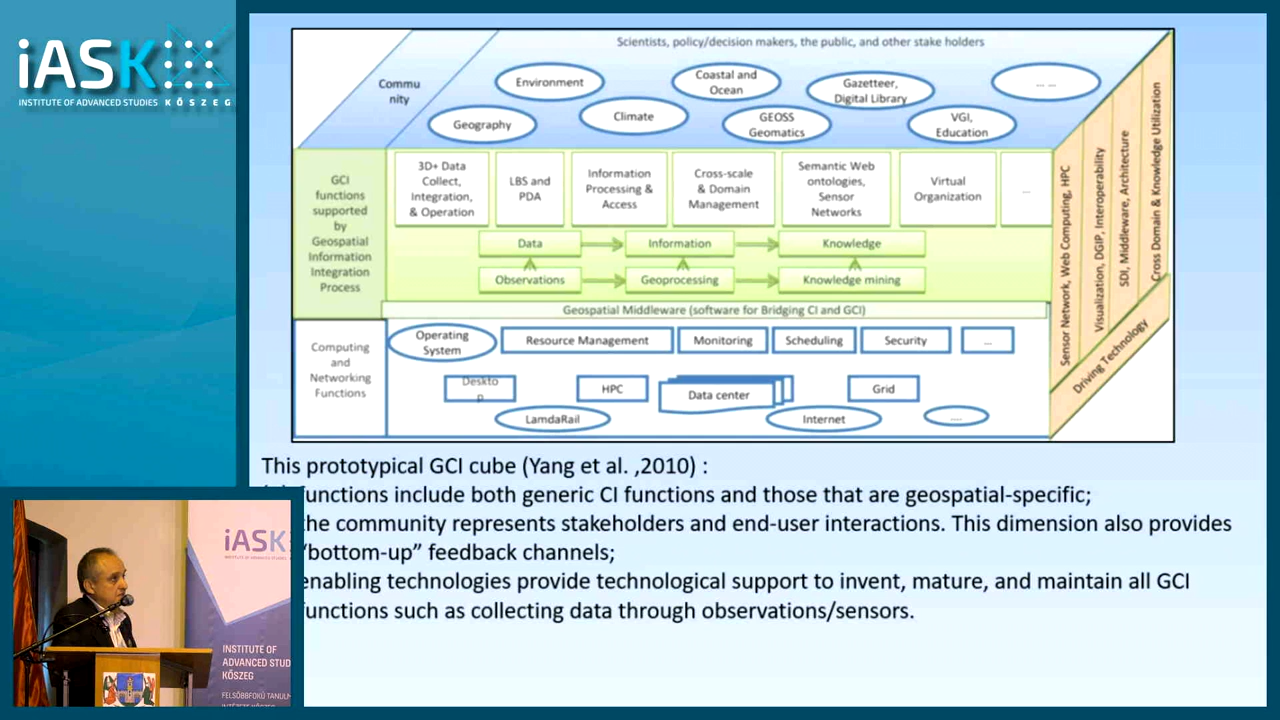 iASK
INSTITUTE OF ADVANCED STUDIES KŐSZEG
Scientists, policy/decision makers, the public, and other stake holders
Commu
nity
Environment
Coastal and
Ocean
Gazetteer,
Digital Library
... ...
Geography
Climate
GEOSS
Geomatics
VGI,
Education
GCI
functions
supported
by
Geospatial
Information
Integration
Process
3D+ Data
Collect,
Integration,
& Operation
LBS and
PDA
Information
Processing &
Access
Cross-scale
& Domain
Management
Semantic Web
ontologies,
Sensor
Networks
Virtual
Organization
...
Data
Information
Knowledge
Observations
Geoprocessing
Knowledge mining
Geospatial Middleware (software for Bridging CI and GCI)
Computing
and
Networking
Functions
Operating
System
Resource Management
Monitoring
Scheduling
Security
...
Deskto
p
HPC
Data center
Grid
LamdaRail
Internet
....
Sensor Network, Web Computing, HPC
Visualization, DGIP, Interoperability
SDI, Middleware, Architecture
Cross Domain & Knowledge Utilization
Driving Technology
This prototypical GCI cube (Yang et al. ,2010) :
functions include both generic CI functions and those that are geospatial-specific;
the community represents stakeholders and end-user interactions. This dimension also provides
"bottom-up" feedback channels;
enabling technologies provide technological support to invent, mature, and maintain all GCI
functions such as collecting data through observations/sensors.
iASK
INSTITUTE OF
ADVANCED STUD
KŐSZEG
FELSŐBBFOKÚ TANULM